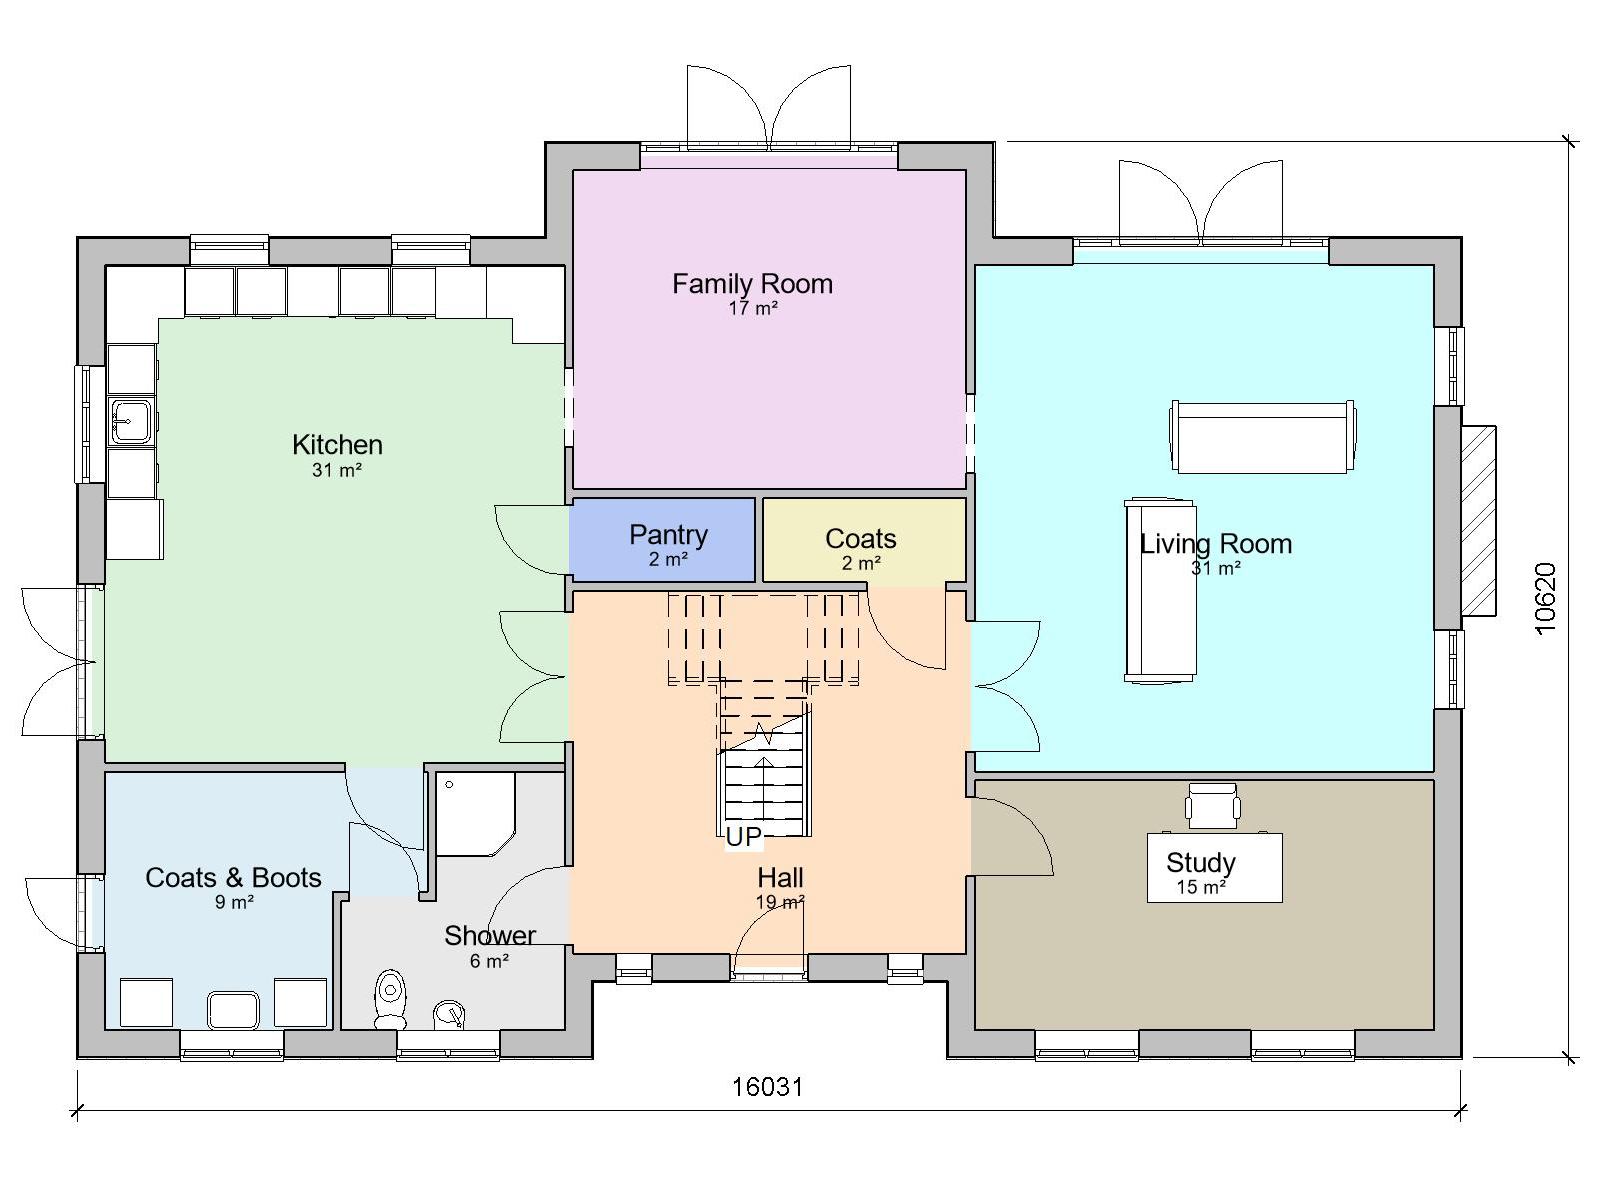 Family Room
17 m²
Kitchen
31 m²
Pantry
2 m²
Coats
2 m²
Living Room
31 m²
10620
UP
Coats & Boots
9 m²
Hall
19 m²
Study
15 m²
Shower
6 m²
16031